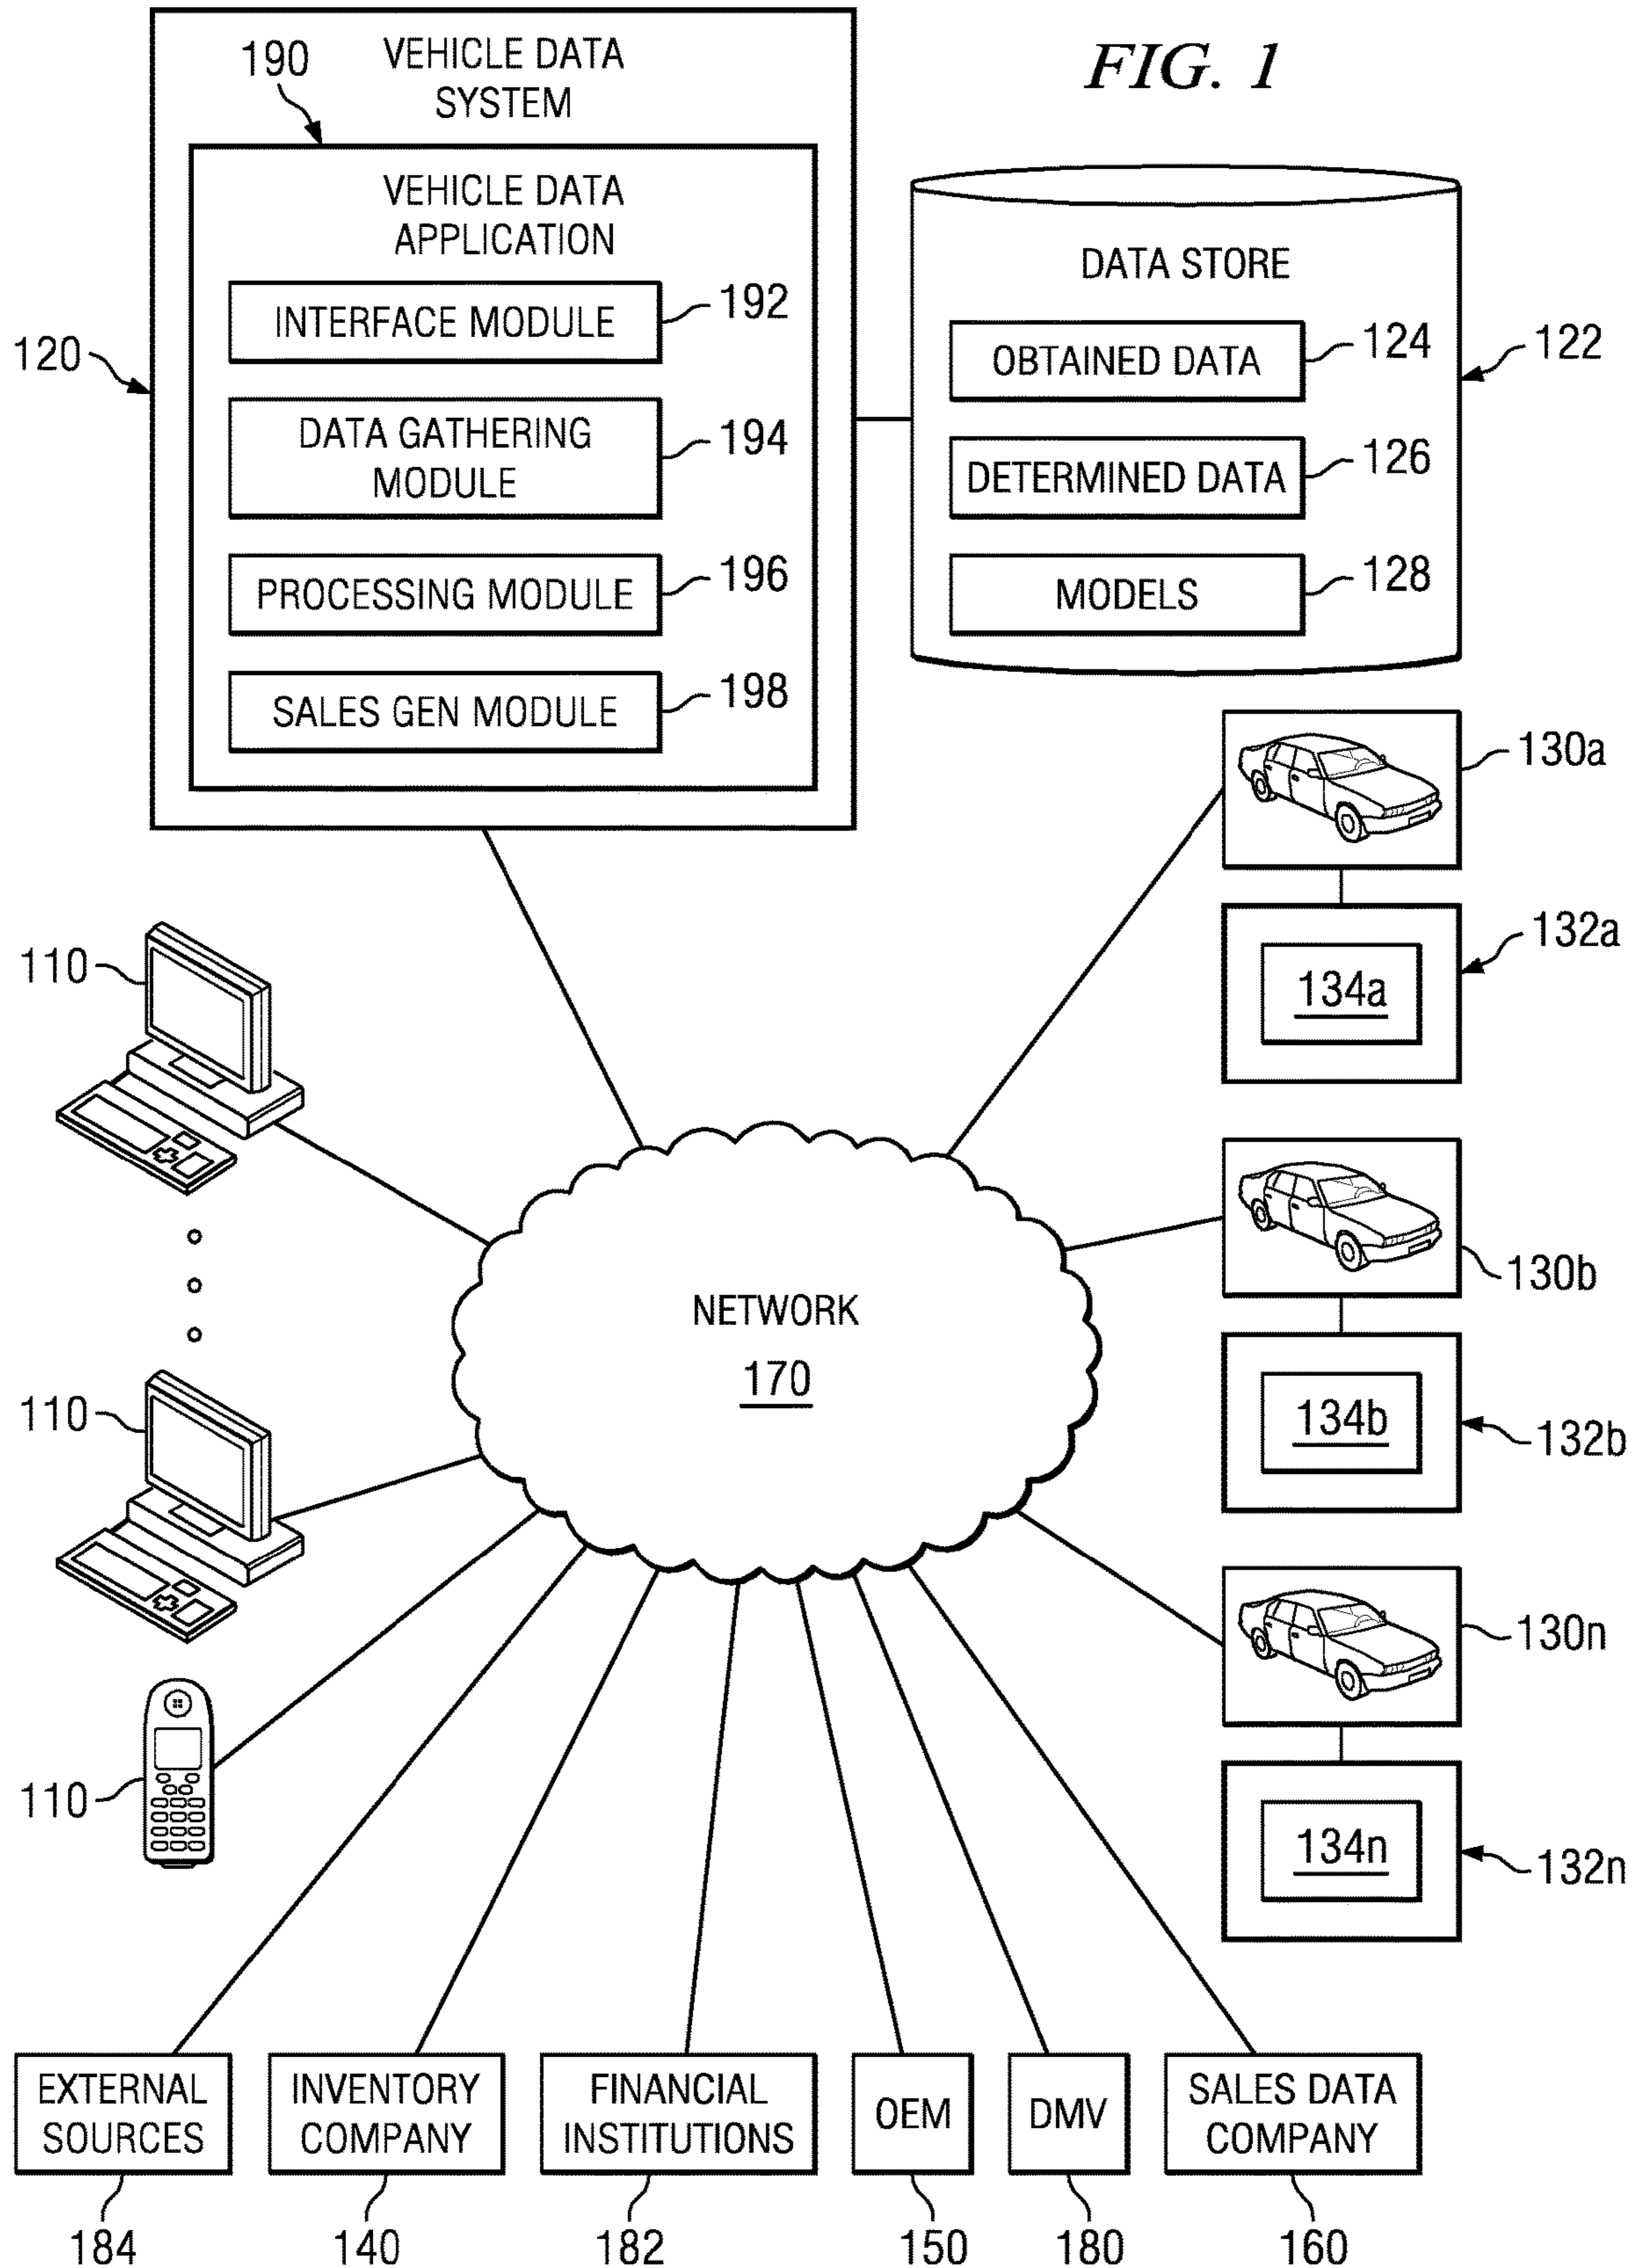 FIG. 1
190
VEHICLE DATA
SYSTEM
VEHICLE DATA
APPLICATION
INTERFACE MODULE
192
120
DATA GATHERING
MODULE
194
PROCESSING MODULE
196
SALES GEN MODULE
198
DATA STORE
OBTAINED DATA
124
122
DETERMINED DATA
126
MODELS
128
130a
132a
134a
110
130b
134b
132b
NETWORK
170
110
130n
134n
132n
110
EXTERNAL
SOURCES
184
INVENTORY
COMPANY
140
FINANCIAL
INSTITUTIONS
182
OEM
150
DMV
180
SALES DATA
COMPANY
160